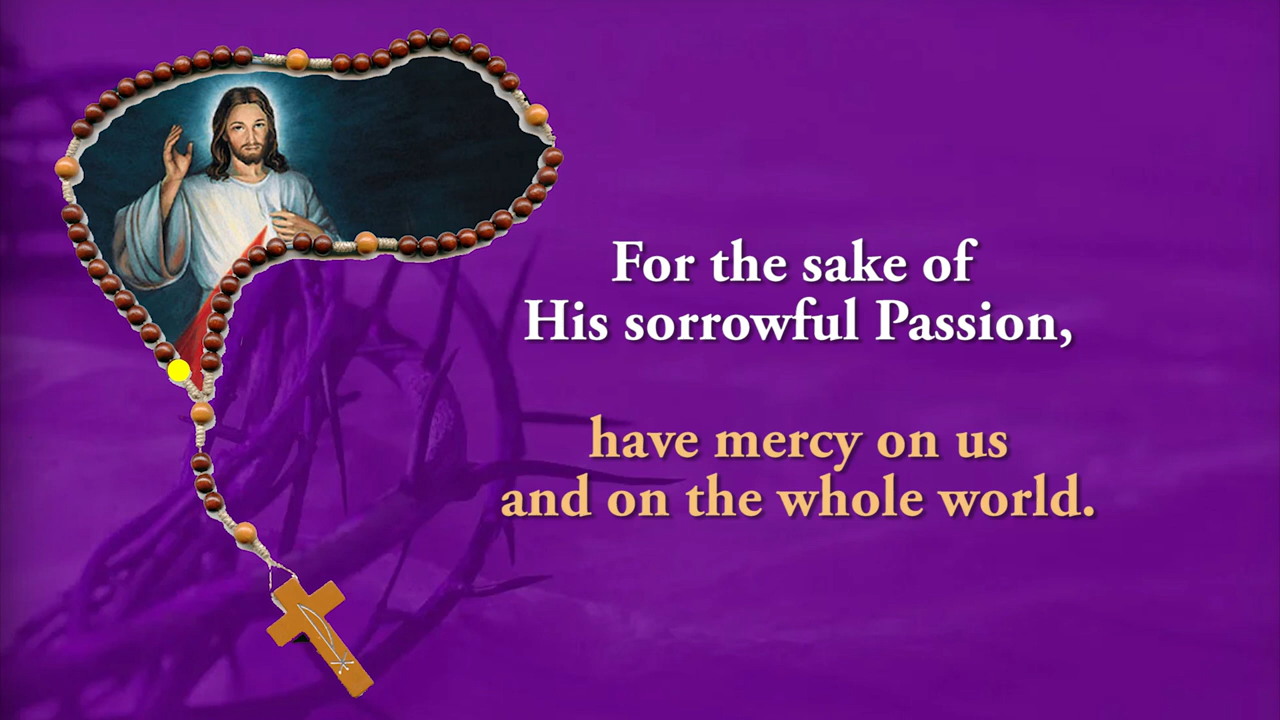 For the sake of
His sorrowful Passion,
have mercy on us
and on the whole world.